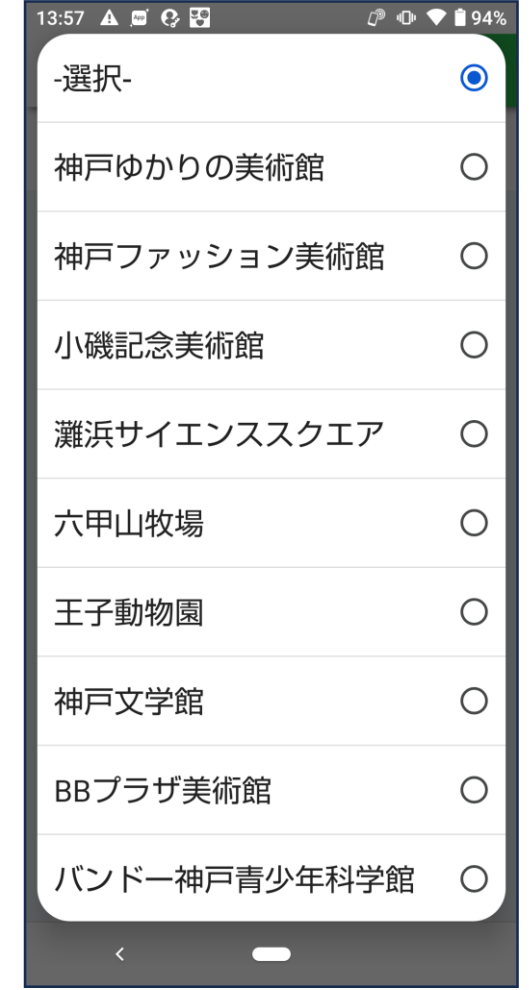 13:57
94%
-選択-
神戸ゆかりの美術館
神戸ファッション美術館
小磯記念美術館
灘浜サイエンススクエア
六甲山牧場
王子動物園
神戸文学館
BBプラザ美術館
バンドー神戸青少年科学館